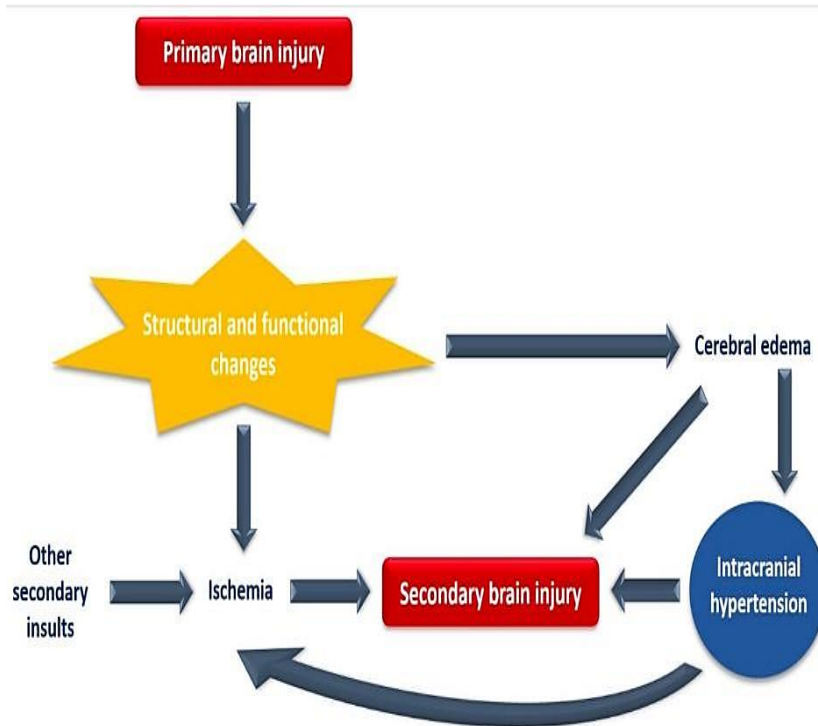 Primary brain injury
Structural and functional
changes
Cerebral edema
Other
secondary
insults
Ischemia
Secondary brain injury
Intracranial
hypertension